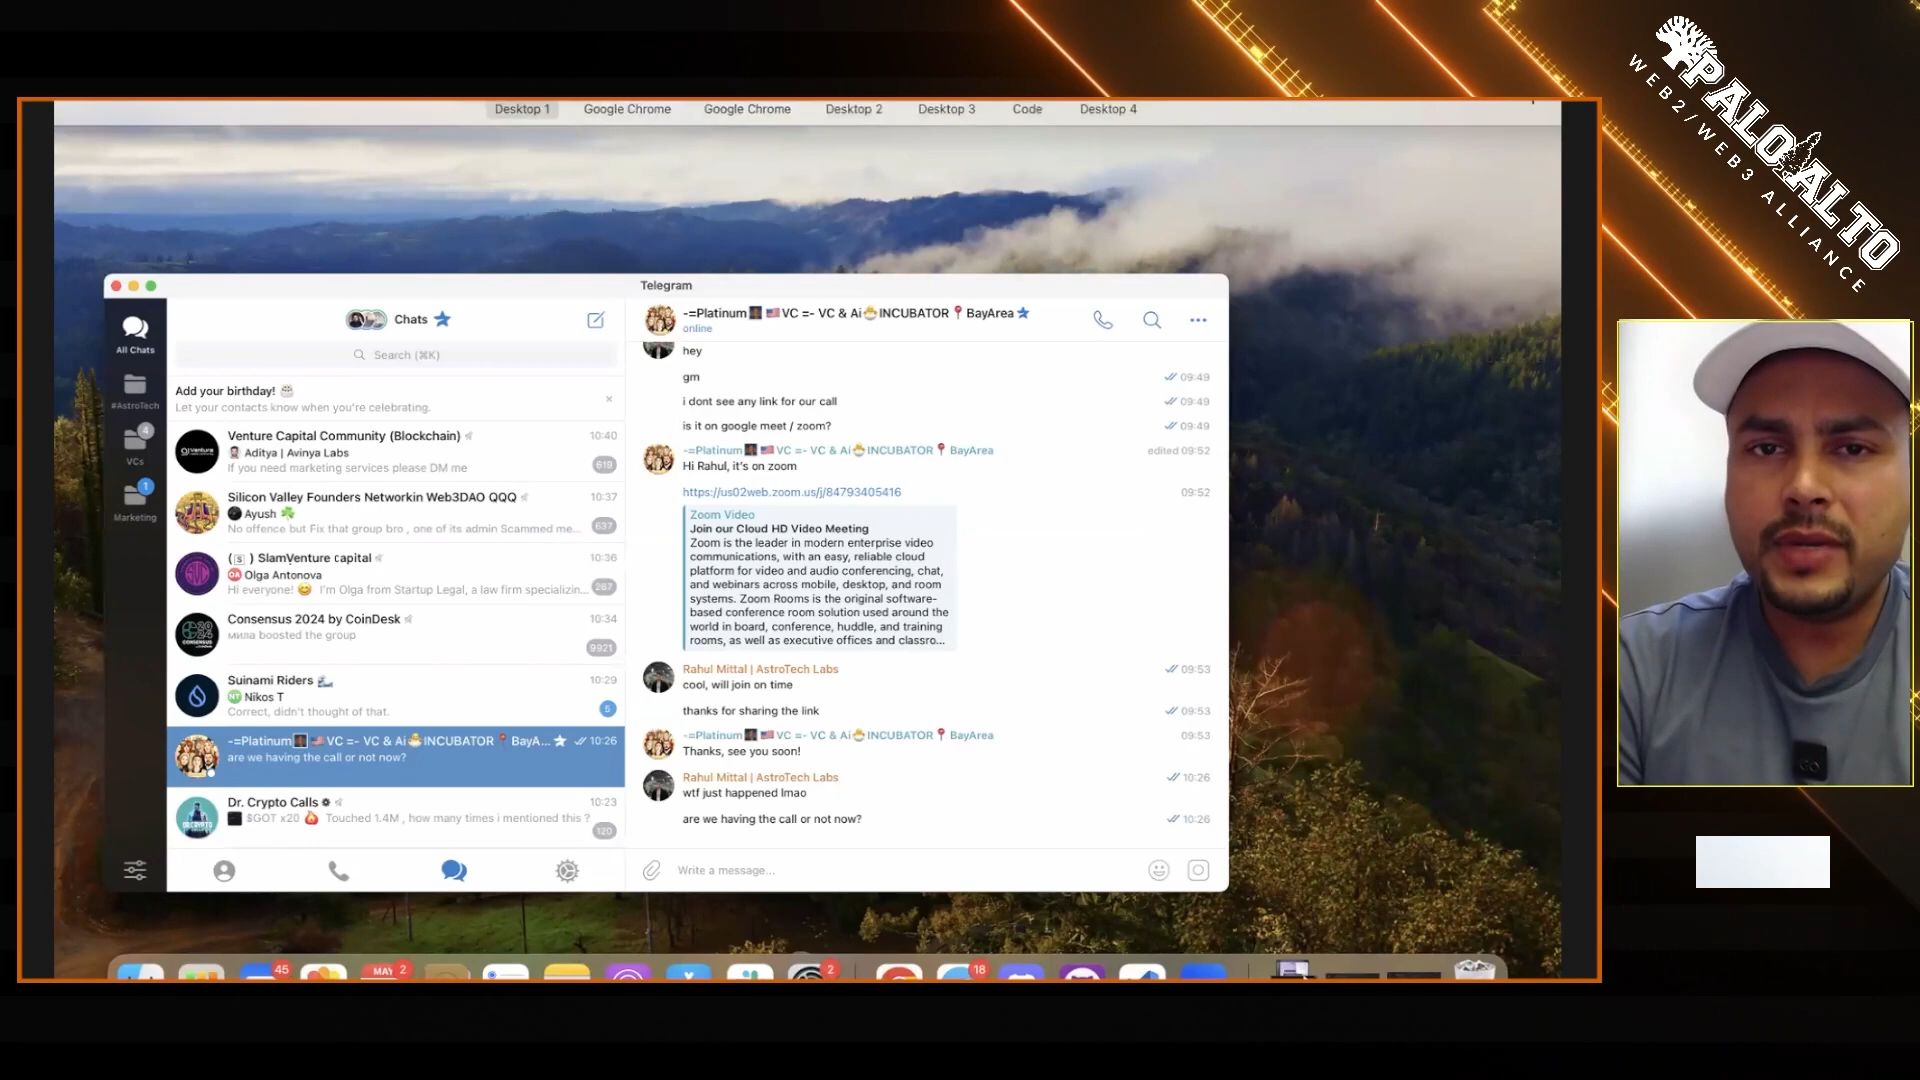 PALO ALTO
WEB2/WEB3 ALLIANCE
Desktop 1 Google Chrome Google Chrome Desktop 2 Desktop 3 Code Desktop 4
Telegram
All Chats
#AstroTech
4
VCs
1
Marketing
Chats
Search (⌘K)
Add your birthday! 🎂
Let your contacts know when you're celebrating.
Venture Capital Community (Blockchain) 10:40
Aditya | Avinya Labs
If you need marketing services please DM me 619
Silicon Valley Founders Networkin Web3DAO QQQ 10:37
Ayush ☘️
No offence but Fix that group bro , one of its admin Scammed me... 637
(🅂 ) SlamVenture capital 10:36
OA Olga Antonova
Hi everyone! 😊 I'm Olga from Startup Legal, a law firm specializin... 267
Consensus 2024 by CoinDesk 10:34
мила boosted the group
9921
Suinami Riders 10:29
NT Nikos T
Correct, didn't thought of that. 5
-=Platinum 🇺🇸VC =- VC & Ai🐣INCUBATOR 📍BayA... 10:26
are we having the call or not now?
Dr. Crypto Calls 10:23
$GOT x20 🔥 Touched 1.4M , how many times i mentioned this ?
120
-=Platinum 🇺🇸VC =- VC & Ai🐣INCUBATOR 📍BayArea
online
hey
gm 09:49
i dont see any link for our call 09:49
is it on google meet / zoom? 09:49
-=Platinum 🇺🇸VC =- VC & Ai🐣INCUBATOR 📍BayArea edited 09:52
Hi Rahul, it's on zoom
https://us02web.zoom.us/j/84793405416 09:52
Zoom Video
Join our Cloud HD Video Meeting
Zoom is the leader in modern enterprise video
communications, with an easy, reliable cloud
platform for video and audio conferencing, chat,
and webinars across mobile, desktop, and room
systems. Zoom Rooms is the original software-
based conference room solution used around the
world in board, conference, huddle, and training
rooms, as well as executive offices and classro...
Rahul Mittal | AstroTech Labs 09:53
cool, will join on time
thanks for sharing the link 09:53
-=Platinum 🇺🇸VC =- VC & Ai🐣INCUBATOR 📍BayArea 09:53
Thanks, see you soon!
Rahul Mittal | AstroTech Labs 10:26
wtf just happened lmao
are we having the call or not now? 10:26
Write a message...
45 MAY 2 2 18